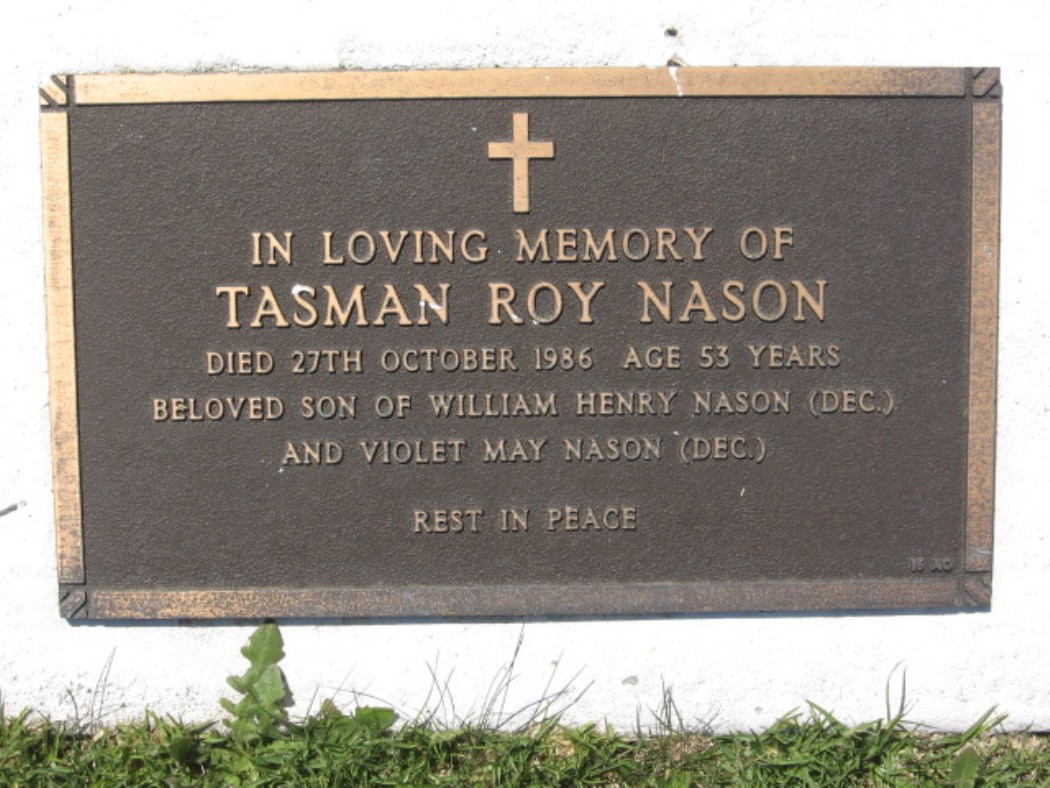 IN LOVING MEMORY OF
TASMAN ROY NASON
DIED 27TH OCTOBER 1986 AGE 53 YEARS
BELOVED SON OF WILLIAM HENRY NASON (DEC.)
AND VIOLET MAY NASON (DEC.)
REST IN PEACE